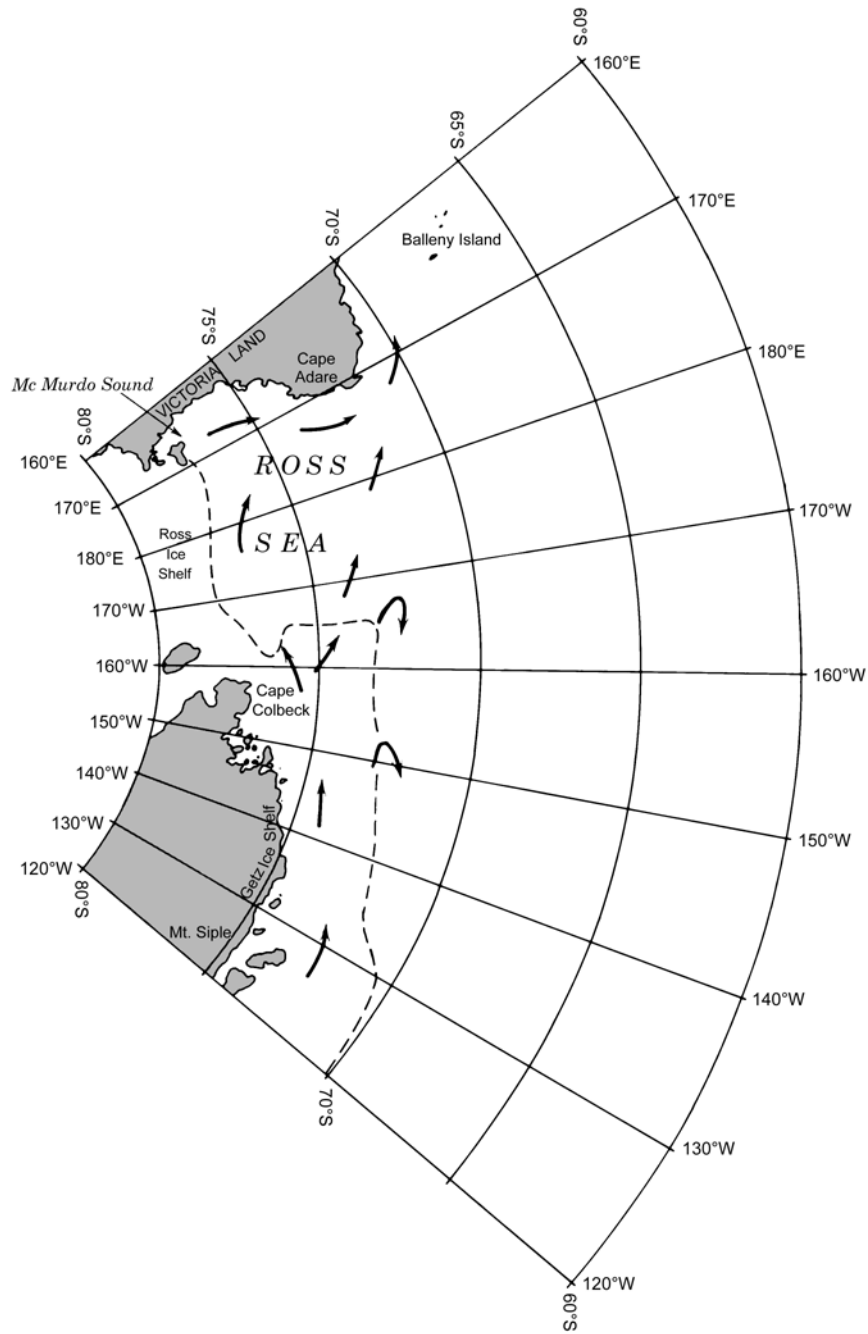 60°S
160°E
65°S
170°E
70°S
Balleny Island
75°S
VICTORIA LAND
Cape
Adare
180°E
Mc Murdo Sound
80°S
160°E
ROSS
170°E
170°W
Ross
Ice
Shelf
SEA
180°E
170°W
160°W
160°W
Cape
Colbeck
150°W
140°W
130°W
Getz Ice Shelf
150°W
120°W
80°S
Mt. Siple
140°W
70°S
130°W
120°W
60°S